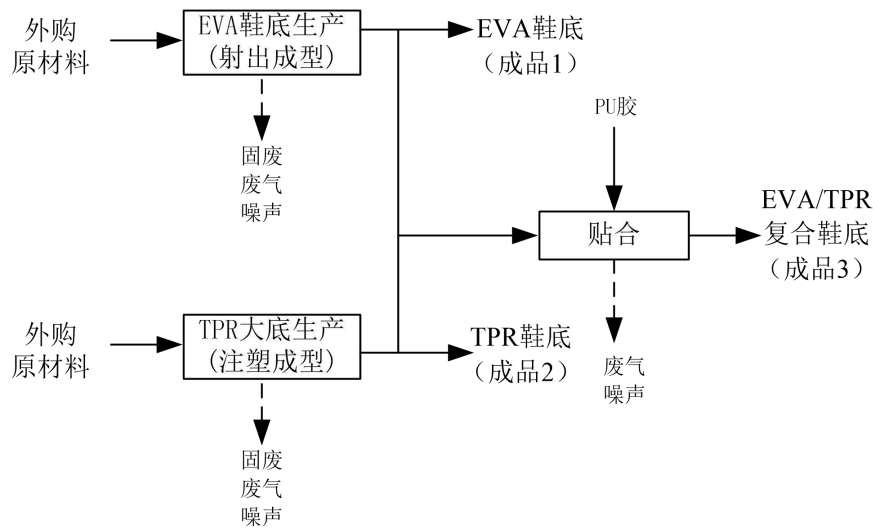 外购
原材料
EVA鞋底生产
(射出成型)
EVA鞋底
（成品1）
固废
废气
噪声
PU胶
贴合
EVA/TPR
复合鞋底
（成品3）
废气
噪声
外购
原材料
TPR大底生产
(注塑成型)
TPR鞋底
（成品2）
固废
废气
噪声